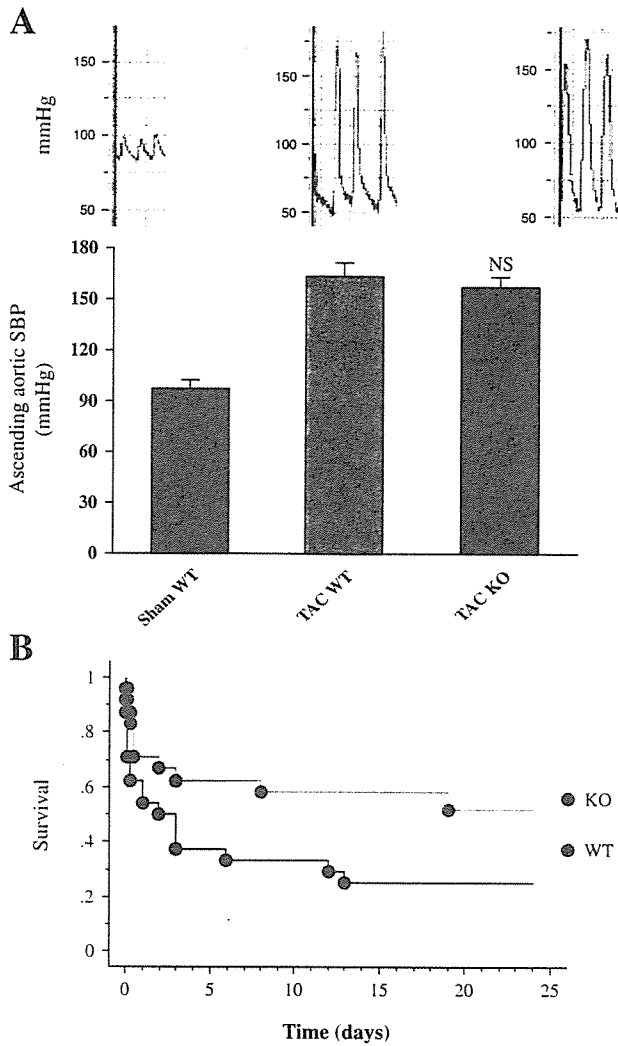 A
mmHg
150
100
50
150
100
50
150
100
50
Ascending aortic SBP
(mmHg)
180
150
120
90
60
30
0
NS
Sham WT
TAC WT
TAC KO
B
Survival
1
.8
.6
.4
.2
0
KO
WT
0
5
10
15
20
25
Time (days)